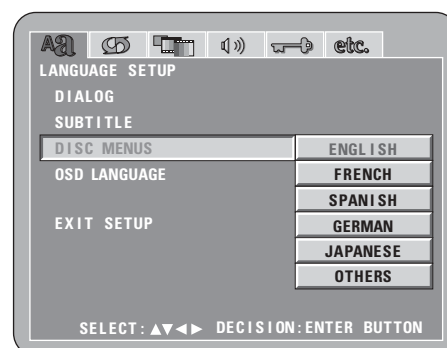 Aa etc.
LANGUAGE SETUP
DIALOG
SUBTITLE
DISC MENUS ENGLISH
OSD LANGUAGE FRENCH
SPANISH
EXIT SETUP GERMAN
JAPANESE
OTHERS
SELECT:▲▼◄► DECISION:ENTER BUTTON